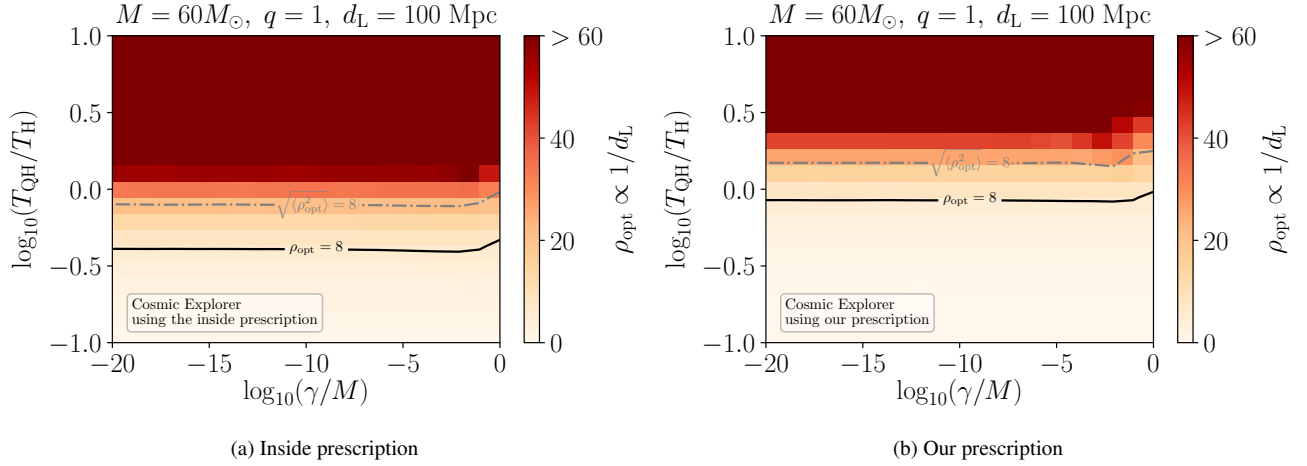 M = 60M⊙, q = 1, d_L = 100 Mpc
1.0
0.5
0.0
−0.5
−1.0
log₁₀(T_QH/T_H)
√⟨ρ²_opt⟩ = 8
ρ_opt = 8
Cosmic Explorer
using the inside prescription
−20
−15
−10
−5
0
log₁₀(γ/M)
> 60
40
20
0
ρ_opt ∝ 1/d_L
(a) Inside prescription
M = 60M⊙, q = 1, d_L = 100 Mpc
1.0
0.5
0.0
−0.5
−1.0
log₁₀(T_QH/T_H)
√⟨ρ²_opt⟩ = 8
ρ_opt = 8
Cosmic Explorer
using our prescription
−20
−15
−10
−5
0
log₁₀(γ/M)
> 60
40
20
0
ρ_opt ∝ 1/d_L
(b) Our prescription